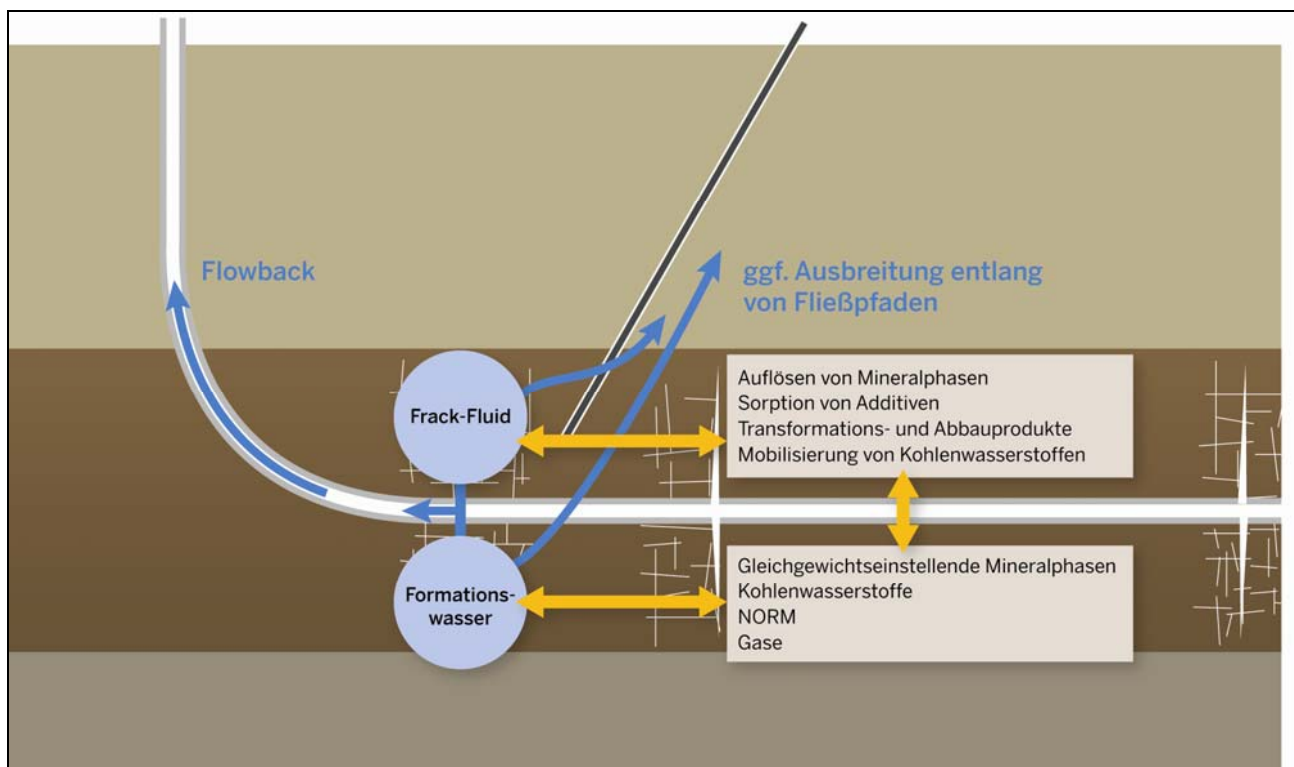 Flowback
ggf. Ausbreitung entlang
von Fließpfaden
Frack-Fluid
Auflösen von Mineralphasen
Sorption von Additiven
Transformations- und Abbauprodukte
Mobilisierung von Kohlenwasserstoffen
Formations-
wasser
Gleichgewichtseinstellende Mineralphasen
Kohlenwasserstoffe
NORM
Gase